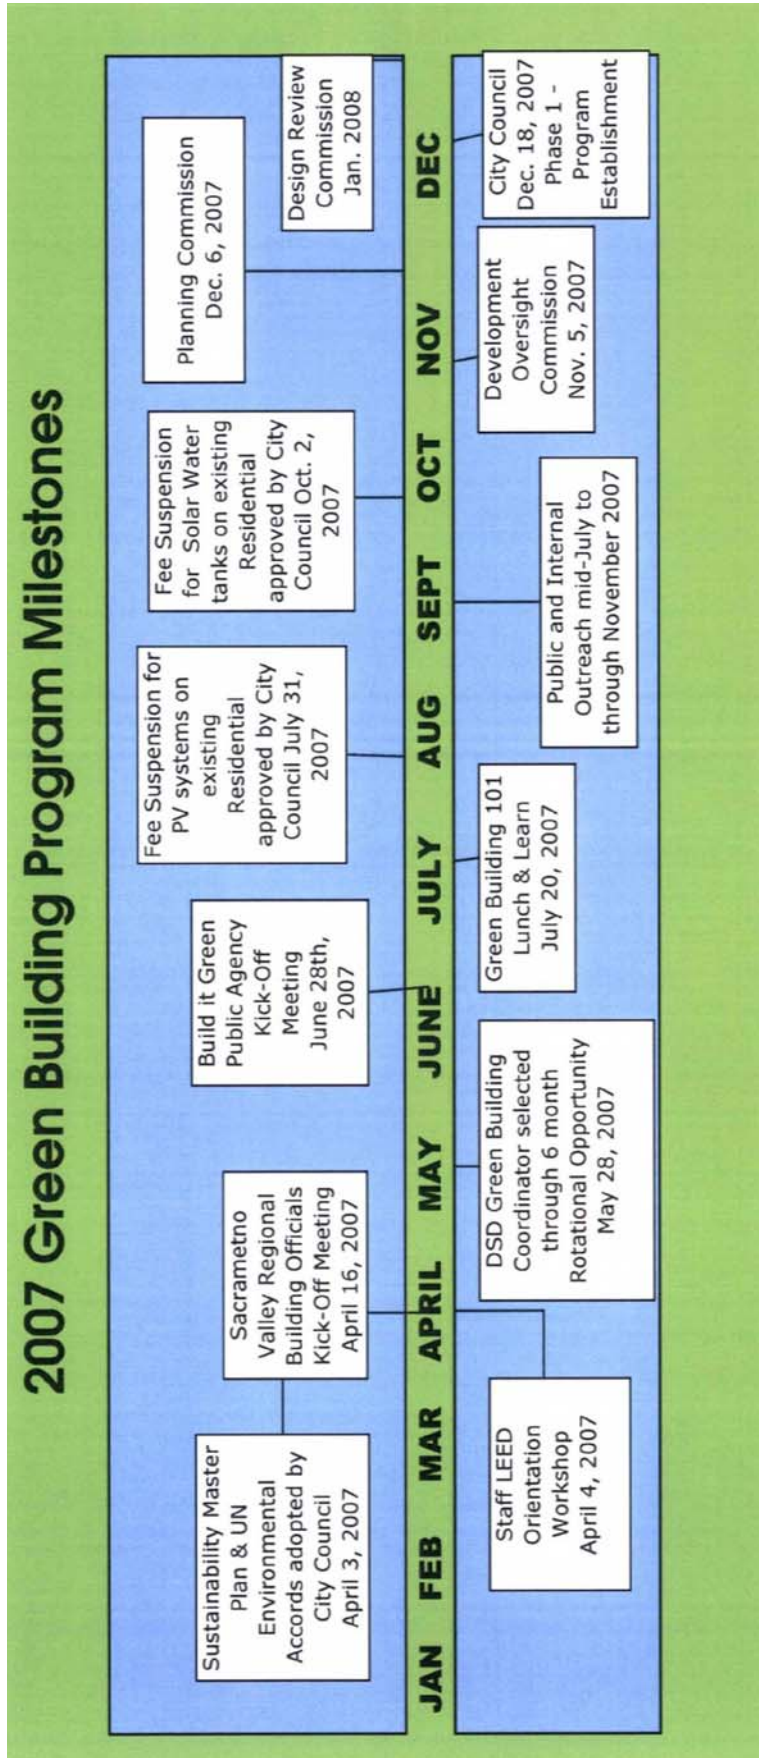 2007 Green Building Program Milestones
Sustainability Master
Plan & UN
Environmental
Accords adopted by
City Council
April 3, 2007
Sacrametno
Valley Regional
Building Officials
Kick-Off Meeting
April 16, 2007
Build it Green
Public Agency
Kick-Off
Meeting
June 28th,
2007
Fee Suspension for
PV systems on
existing
Residential
approved by City
Council July 31,
2007
Fee Suspension
for Solar Water
tanks on existing
Residential
approved by City
Council Oct. 2,
2007
Planning Commission
Dec. 6, 2007
Design Review
Commission
Jan. 2008
JAN FEB MAR APRIL MAY JUNE JULY AUG SEPT OCT NOV DEC
Staff LEED
Orientation
Workshop
April 4, 2007
DSD Green Building
Coordinator selected
through 6 month
Rotational Opportunity
May 28, 2007
Green Building 101
Lunch & Learn
July 20, 2007
Public and Internal
Outreach mid-July to
through November 2007
Development
Oversight
Commission
Nov. 5, 2007
City Council
Dec. 18, 2007
Phase 1 -
Program
Establishment